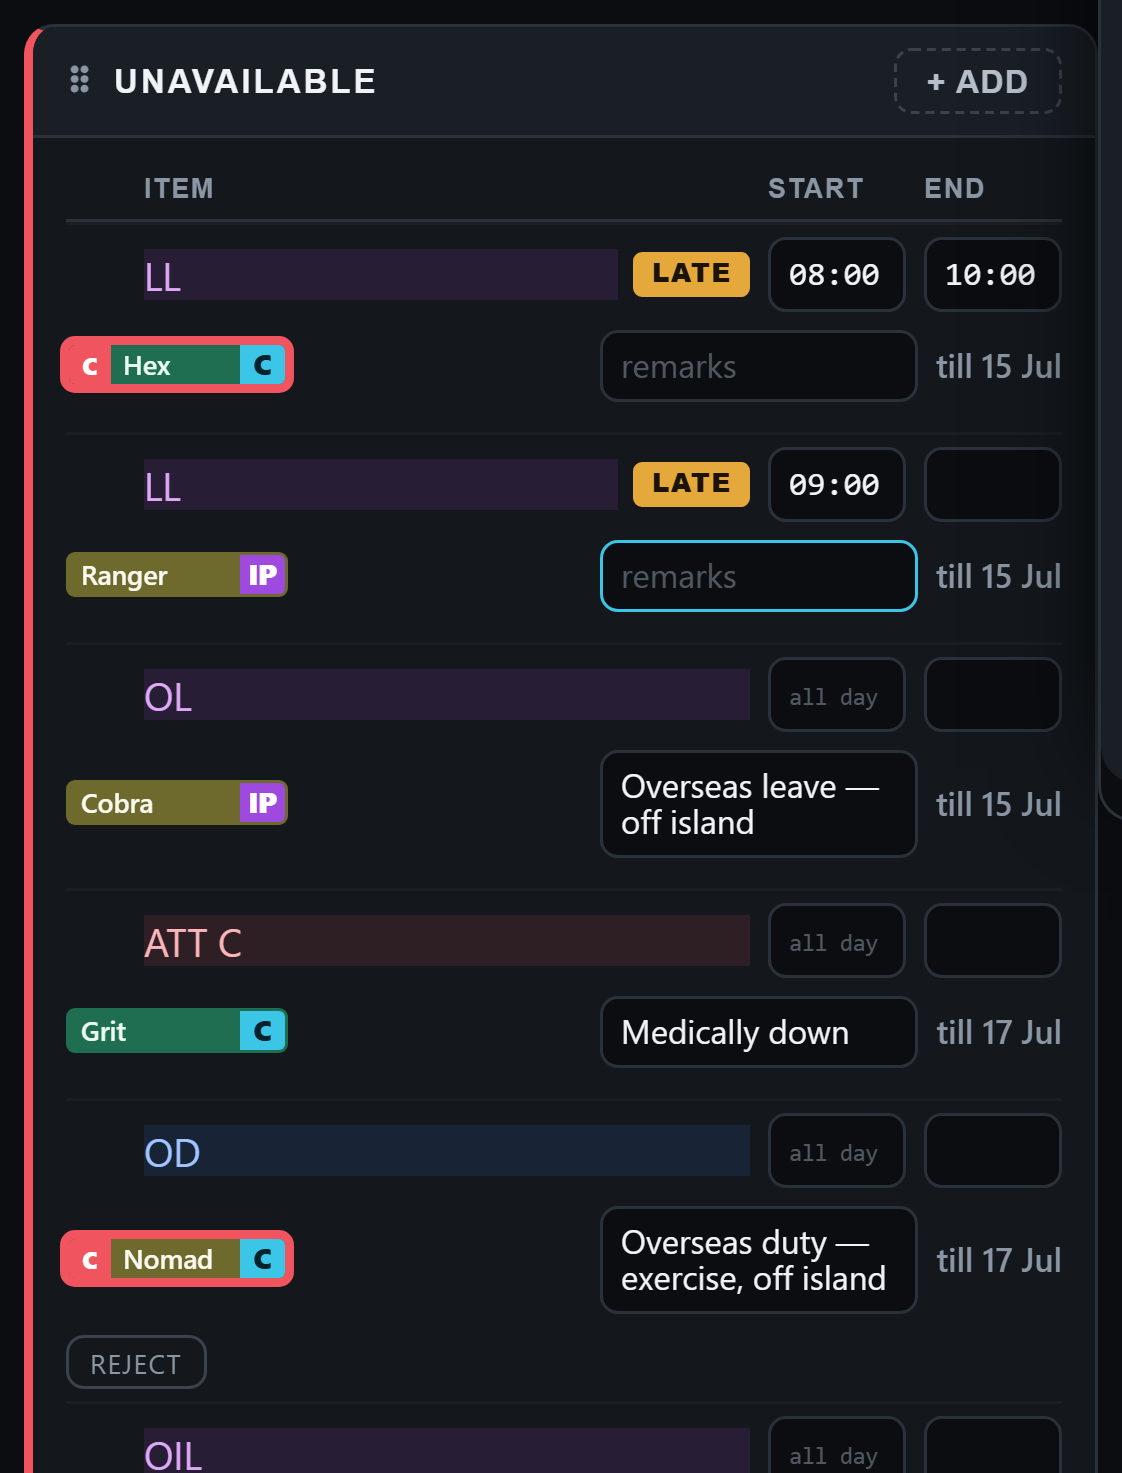 UNAVAILABLE
+ ADD
ITEM START END
LL LATE 08:00 10:00
C Hex C remarks till 15 Jul
LL LATE 09:00
Ranger IP remarks till 15 Jul
OL all day
Cobra IP Overseas leave — till 15 Jul
off island
ATT C all day
Grit C Medically down till 17 Jul
OD all day
C Nomad C Overseas duty — till 17 Jul
exercise, off island
REJECT
OIL all day